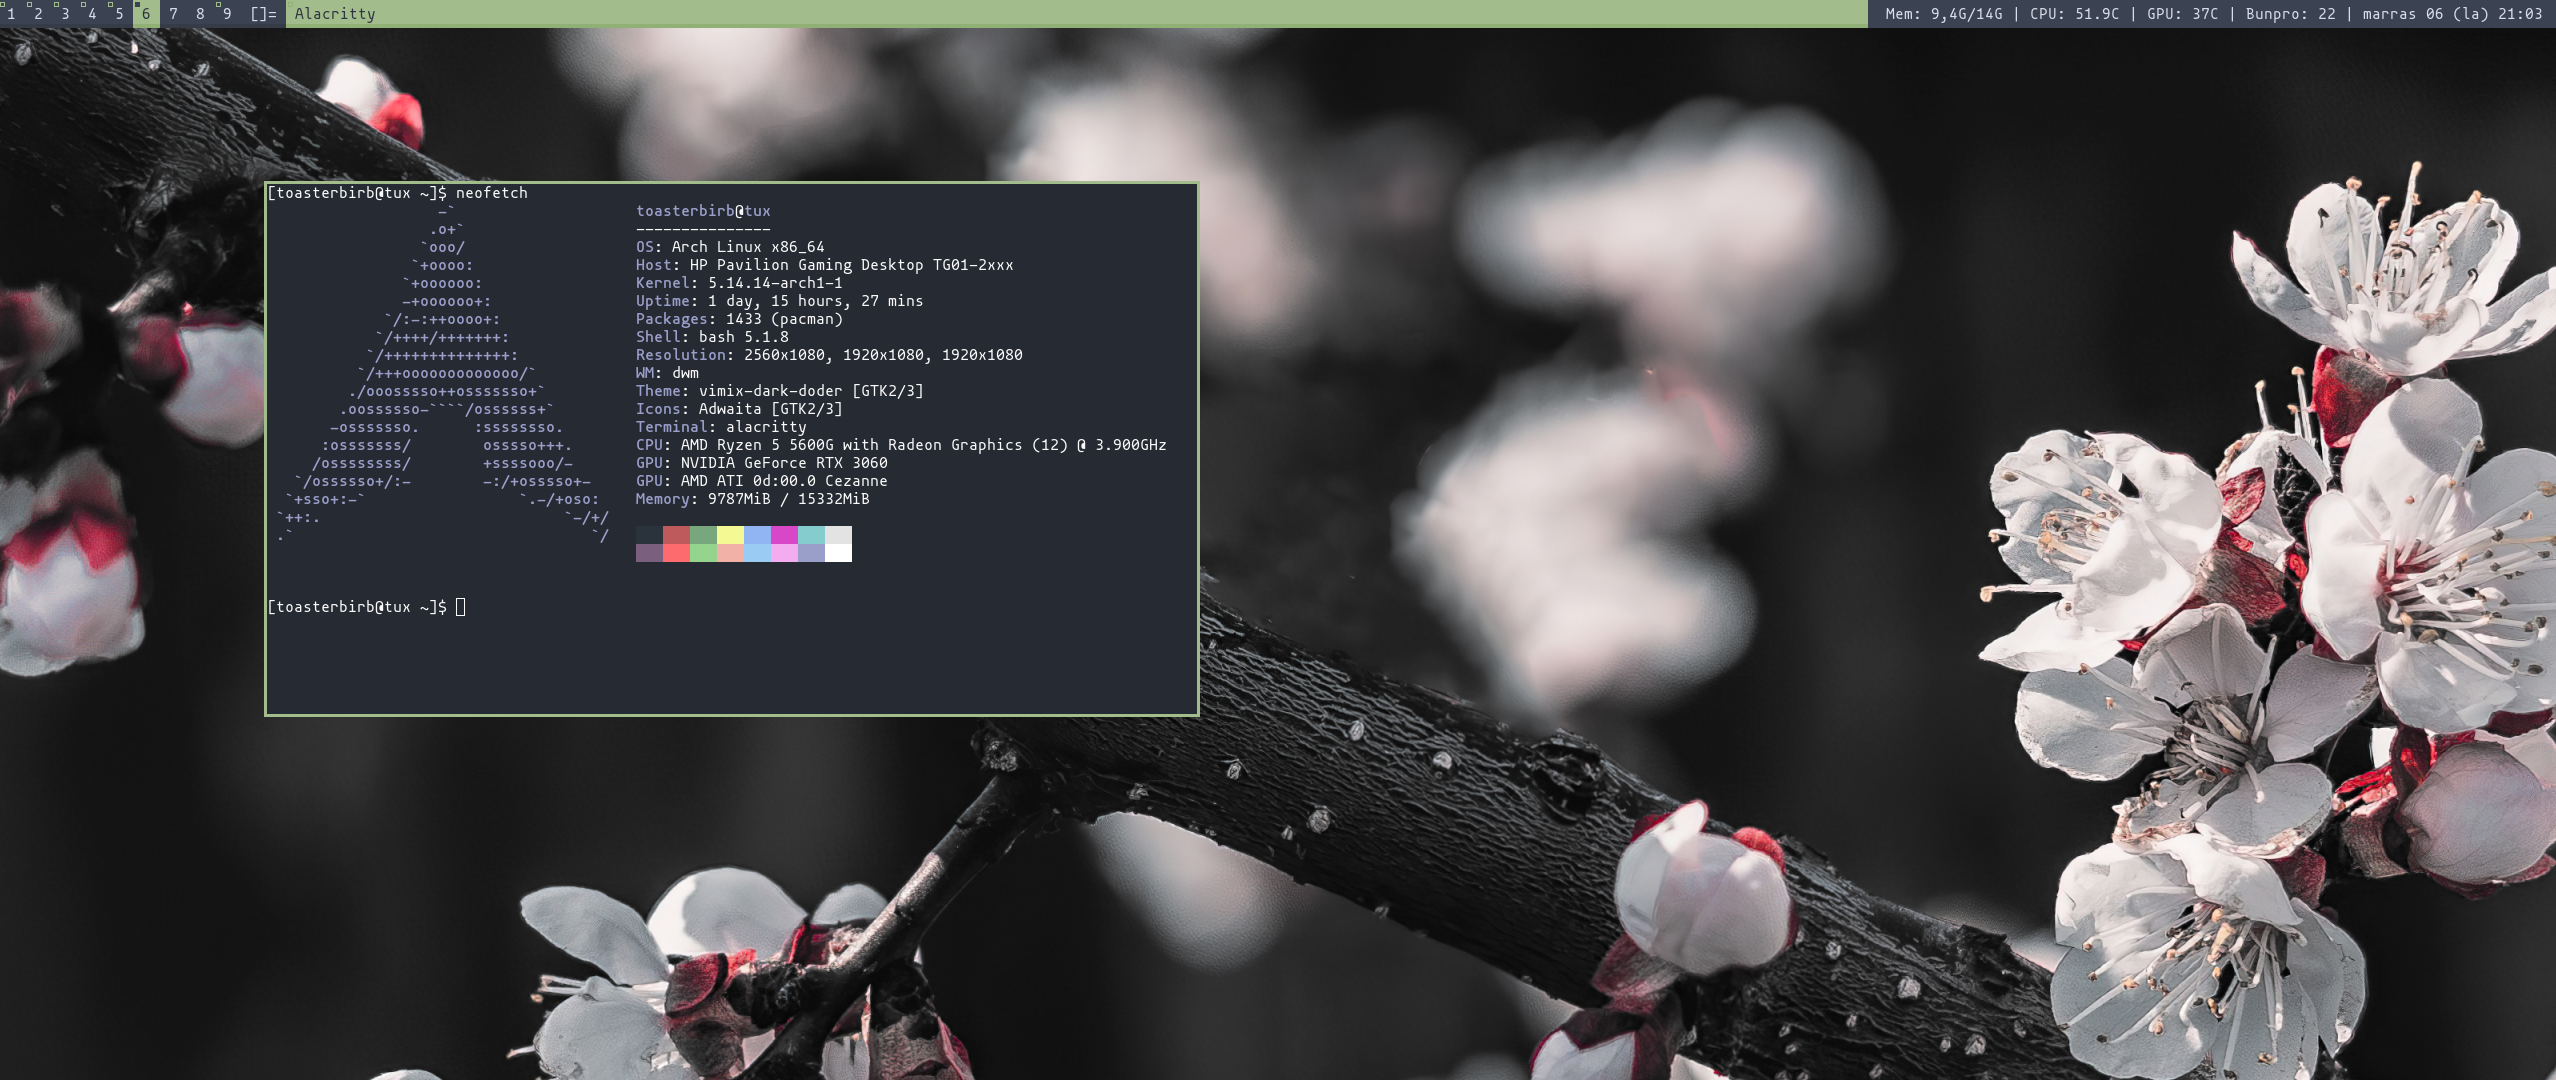 1 2 3 4 5 6 7 8 9 []= Alacritty Mem: 9,4G/14G | CPU: 51.9C | GPU: 37C | Bunpro: 22 | marras 06 (la) 21:03
[toasterbirb@tux ~]$ neofetch
-` toasterbirb@tux
.o+` ---------------
`ooo/ OS: Arch Linux x86_64
`+oooo: Host: HP Pavilion Gaming Desktop TG01-2xxx
`+oooooo: Kernel: 5.14.14-arch1-1
-+oooooo+: Uptime: 1 day, 15 hours, 27 mins
`/:-:++oooo+: Packages: 1433 (pacman)
`/++++/+++++++: Shell: bash 5.1.8
`/++++++++++++++: Resolution: 2560x1080, 1920x1080, 1920x1080
`/+++ooooooooooooo/` WM: dwm
./ooosssso++osssssso+` Theme: vimix-dark-doder [GTK2/3]
.oossssso-````/ossssss+` Icons: Adwaita [GTK2/3]
-osssssso. :ssssssso. Terminal: alacritty
:osssssss/ osssso+++. CPU: AMD Ryzen 5 5600G with Radeon Graphics (12) @ 3.900GHz
/ossssssss/ +ssssooo/- GPU: NVIDIA GeForce RTX 3060
`/ossssso+/:- -:/+osssso+- GPU: AMD ATI 0d:00.0 Cezanne
`+sso+:-` `.-/+oso: Memory: 9787MiB / 15332MiB
`++:. `-/+/
.` `/
[toasterbirb@tux ~]$